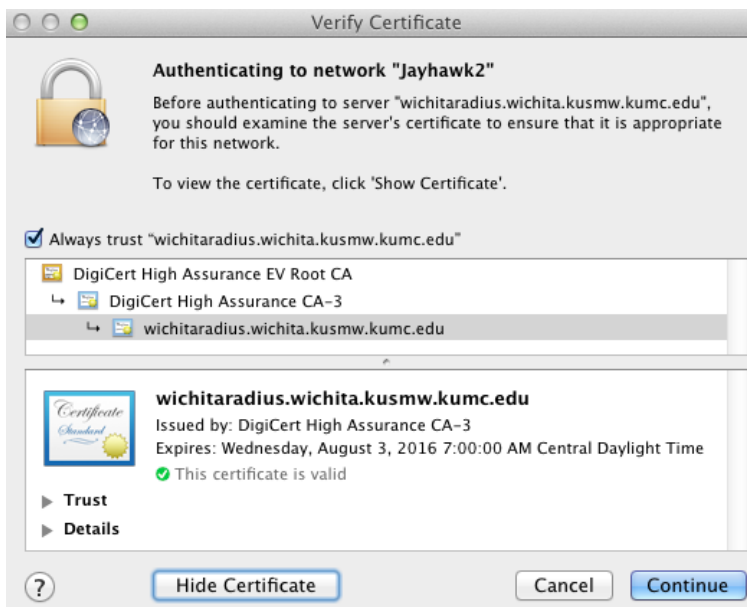 Verify Certificate
Authenticating to network "Jayhawk2"
Before authenticating to server "wichitaradius.wichita.kusmw.kumc.edu",
you should examine the server's certificate to ensure that it is appropriate
for this network.
To view the certificate, click 'Show Certificate'.
Always trust "wichitaradius.wichita.kusmw.kumc.edu"
DigiCert High Assurance EV Root CA
↳ DigiCert High Assurance CA-3
↳ wichitaradius.wichita.kusmw.kumc.edu
Certificate
Standard
wichitaradius.wichita.kusmw.kumc.edu
Issued by: DigiCert High Assurance CA-3
Expires: Wednesday, August 3, 2016 7:00:00 AM Central Daylight Time
This certificate is valid
Trust
Details
? Hide Certificate Cancel Continue